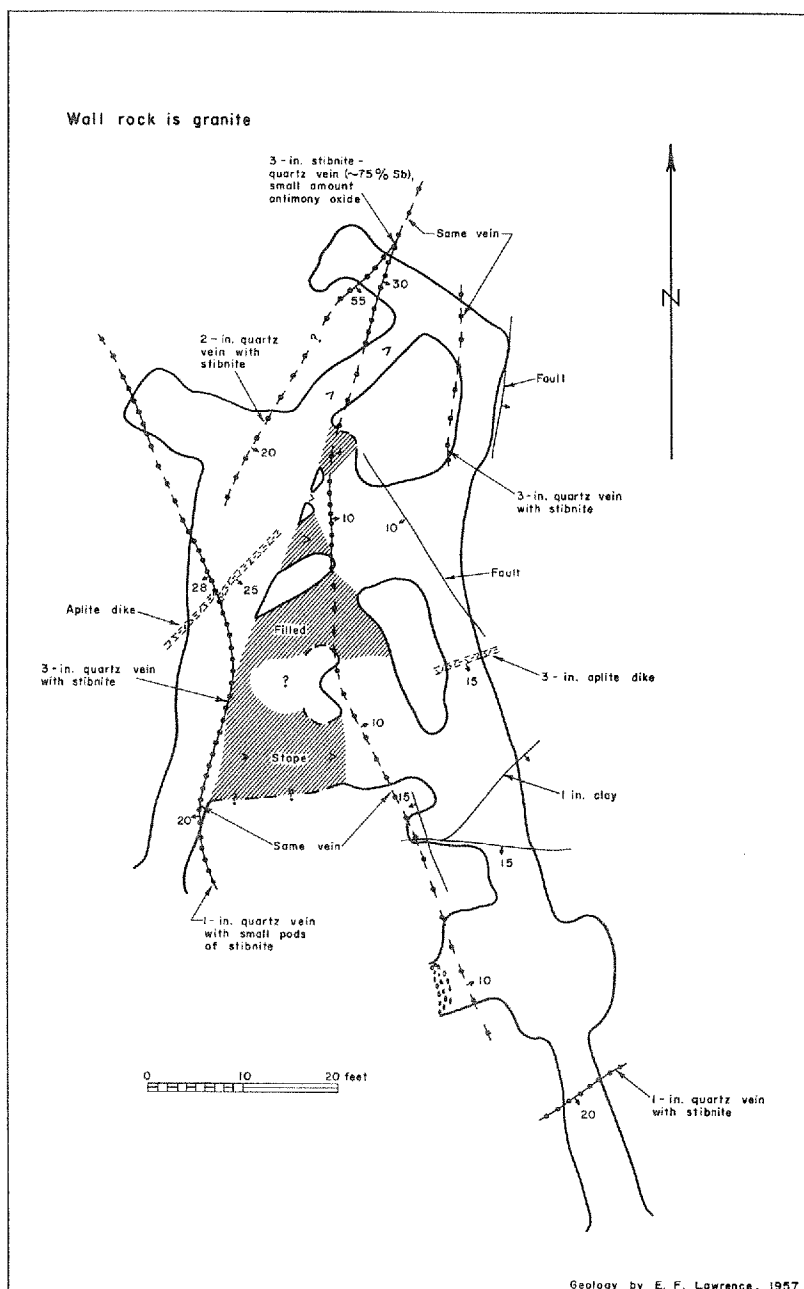 Wall rock is granite
3-in. stibnite-
quartz vein (~75% Sb),
small amount
antimony oxide
Same vein
30
55
N
2-in. quartz
vein with
stibnite
?
7
7
Fault
20
3-in. quartz vein
with stibnite
10
10
Fault
28
25
Aplite dike
Filled
3-in. quartz vein
with stibnite
15
3-in. aplite dike
?
10
Stope
1 in. clay
?
?
15
20
Same vein
15
1-in. quartz vein
with small pods
of stibnite
10
0
20 feet
1-in. quartz vein
with stibnite
20
Geology by E. F. Lawrence, 1957